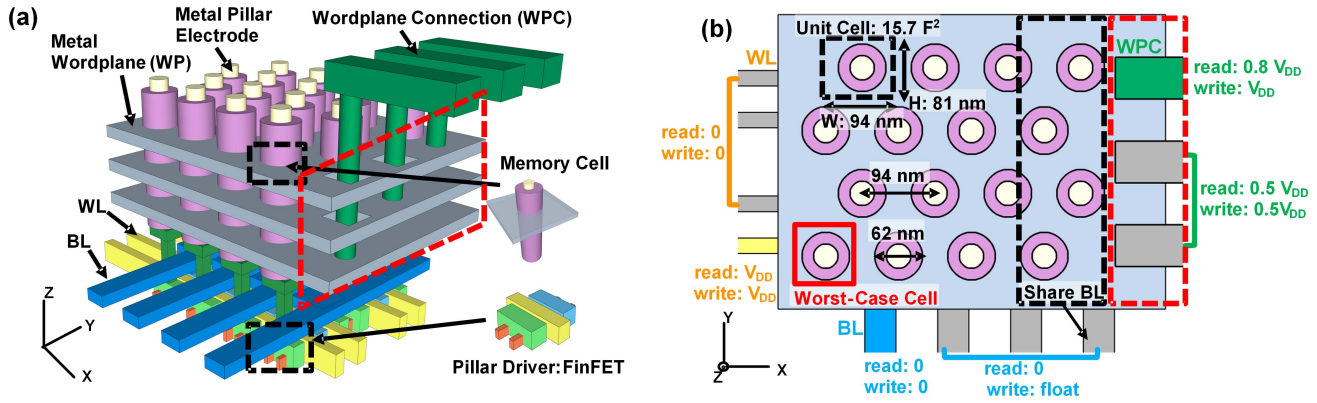 (a)
Metal Pillar
Electrode
Wordplane Connection (WPC)
Metal
Wordplane (WP)
Memory Cell
WL
BL
Z
Y
X
Pillar Driver:FinFET
(b)
Unit Cell: 15.7 F²
WL
WPC
read: 0.8 VDD
write: VDD
H: 81 nm
W: 94 nm
read: 0
write: 0
94 nm
read: 0.5 VDD
write: 0.5VDD
62 nm
read: VDD
write: VDD
Worst-Case Cell
Share BL
BL
Y
Z
X
read: 0
write: 0
read: 0
write: float